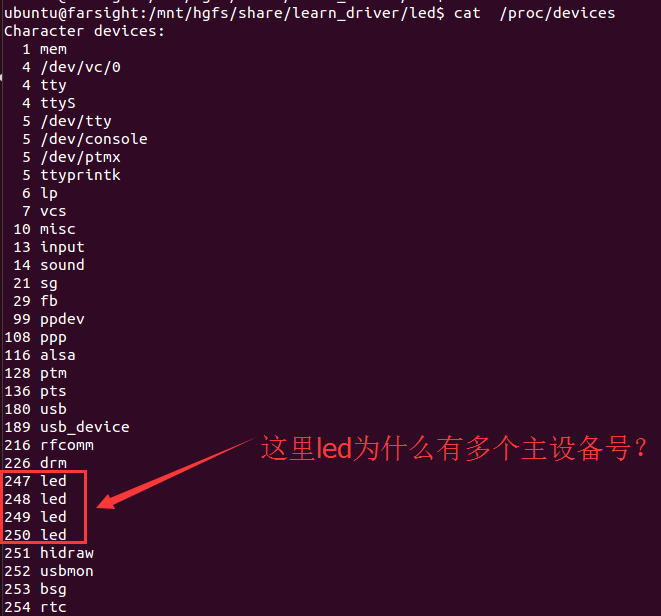 ubuntu@farsight:/mnt/hgfs/share/learn_driver/led$ cat  /proc/devices
Character devices:
  1 mem
  4 /dev/vc/0
  4 tty
  4 ttyS
  5 /dev/tty
  5 /dev/console
  5 /dev/ptmx
  5 ttyprintk
  6 lp
  7 vcs
 10 misc
 13 input
 14 sound
 21 sg
 29 fb
 99 ppdev
108 ppp
116 alsa
128 ptm
136 pts
180 usb
189 usb_device
216 rfcomm
这里led为什么有多个主设备号?
226 drm
247 led
248 led
249 led
250 led
251 hidraw
252 usbmon
253 bsg
254 rtc